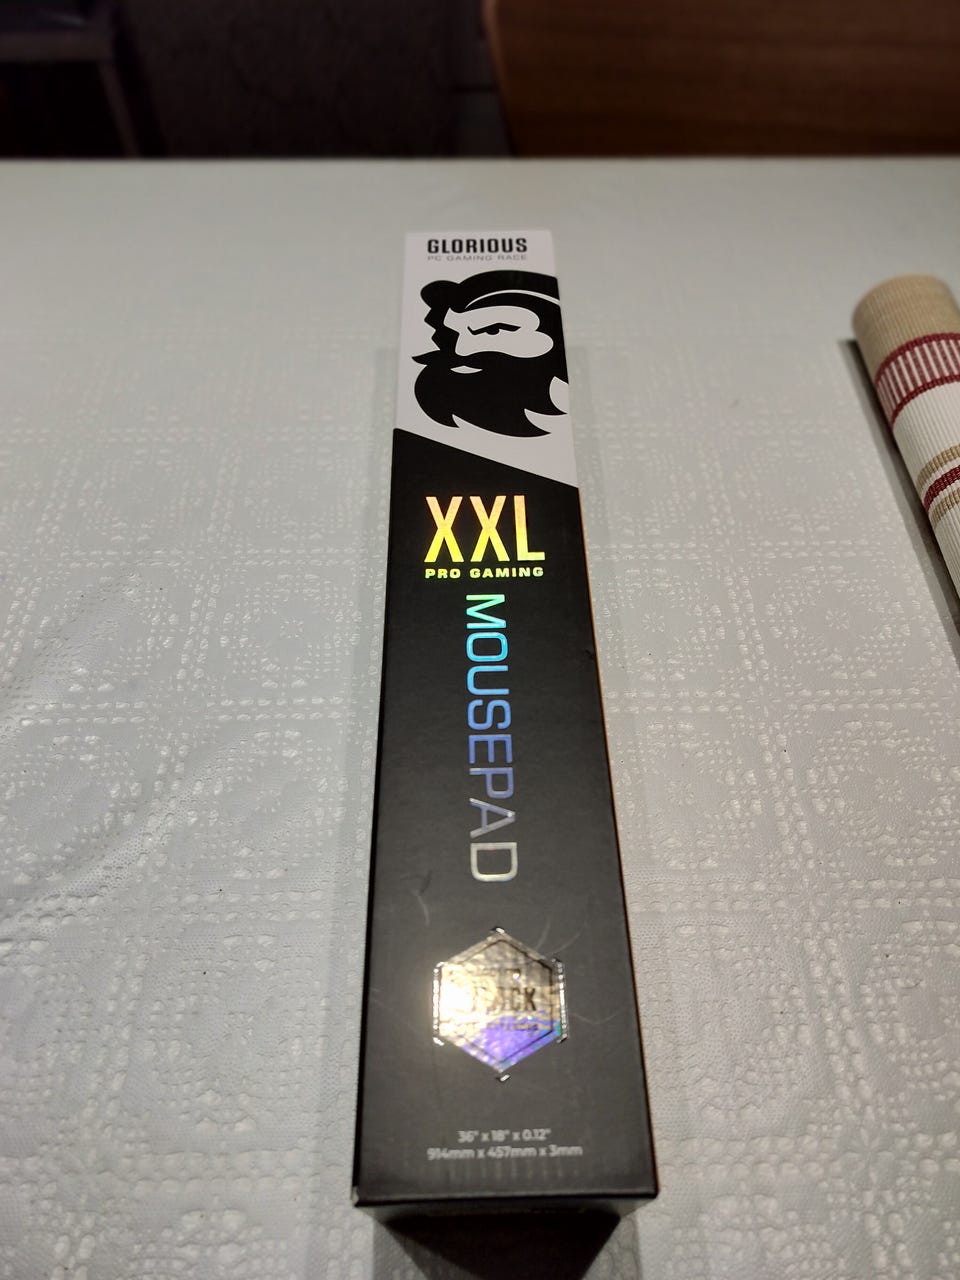 GLORIOUS
PC GAMING RACE
XXL
PRO GAMING
MOUSEPAD
36" x 18" x 0.12"
914mm x 457mm x 3mm